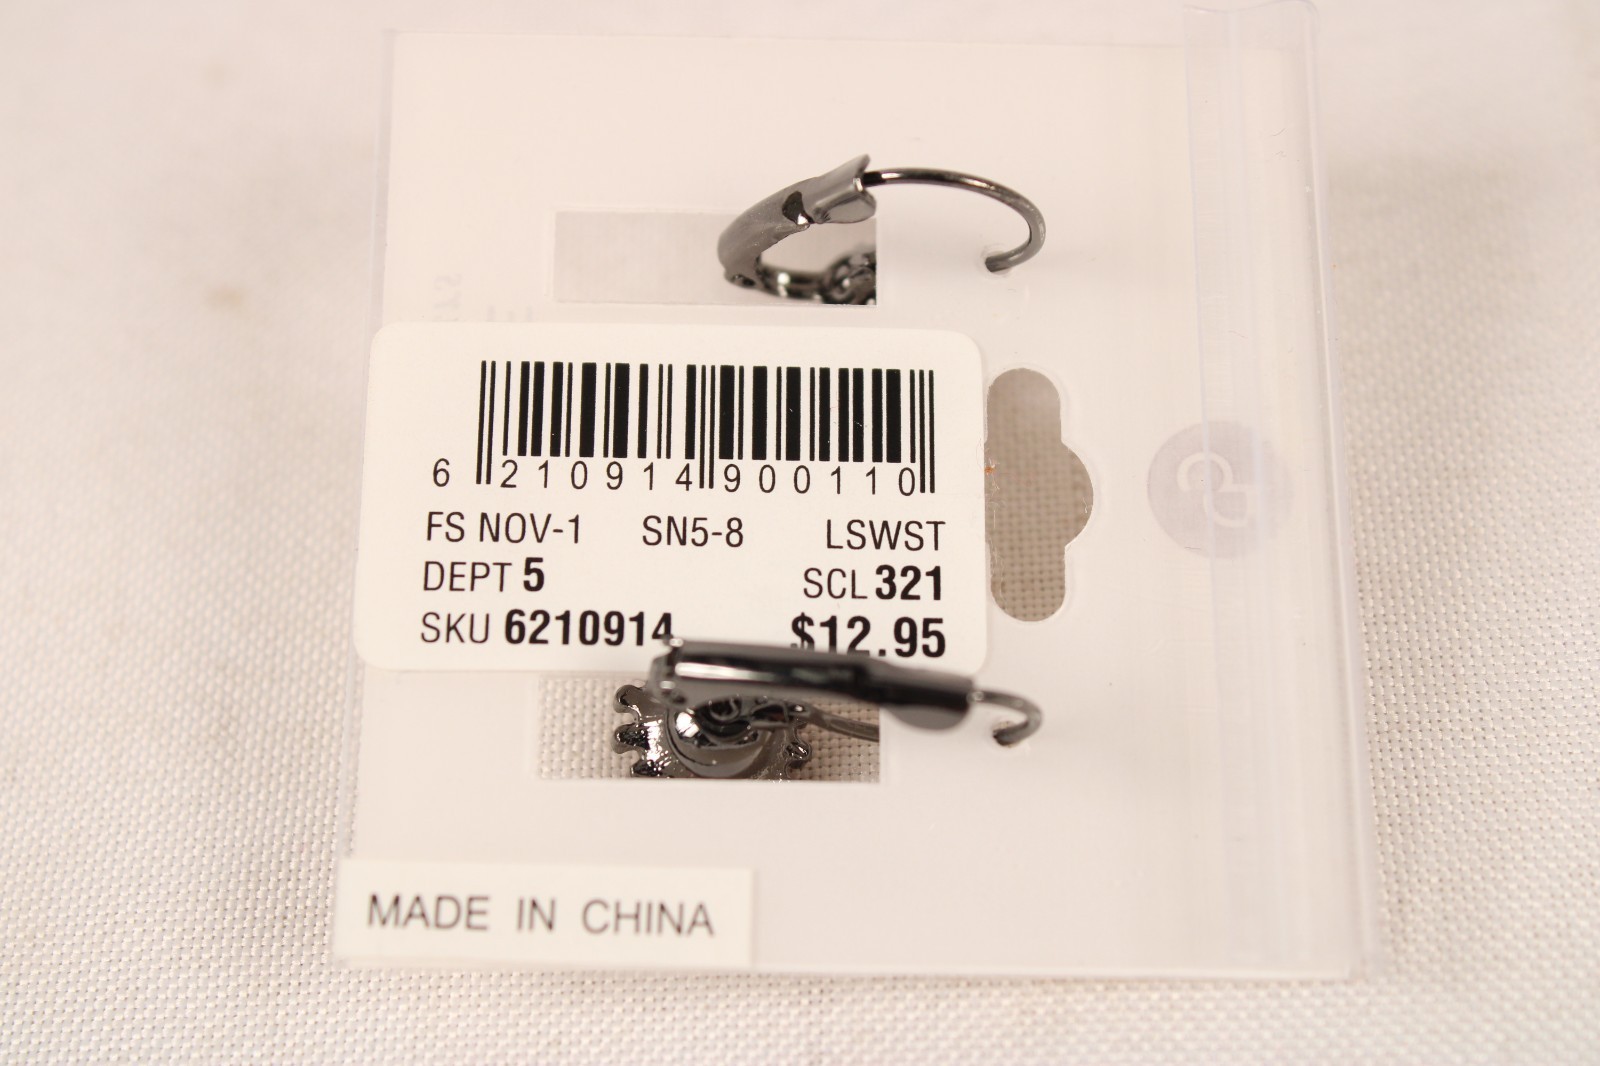 6 210914 900110
FS NOV-1 SN5-8 LSWST
DEPT 5 SCL 321
SKU 6210914 $12.95
MADE IN CHINA